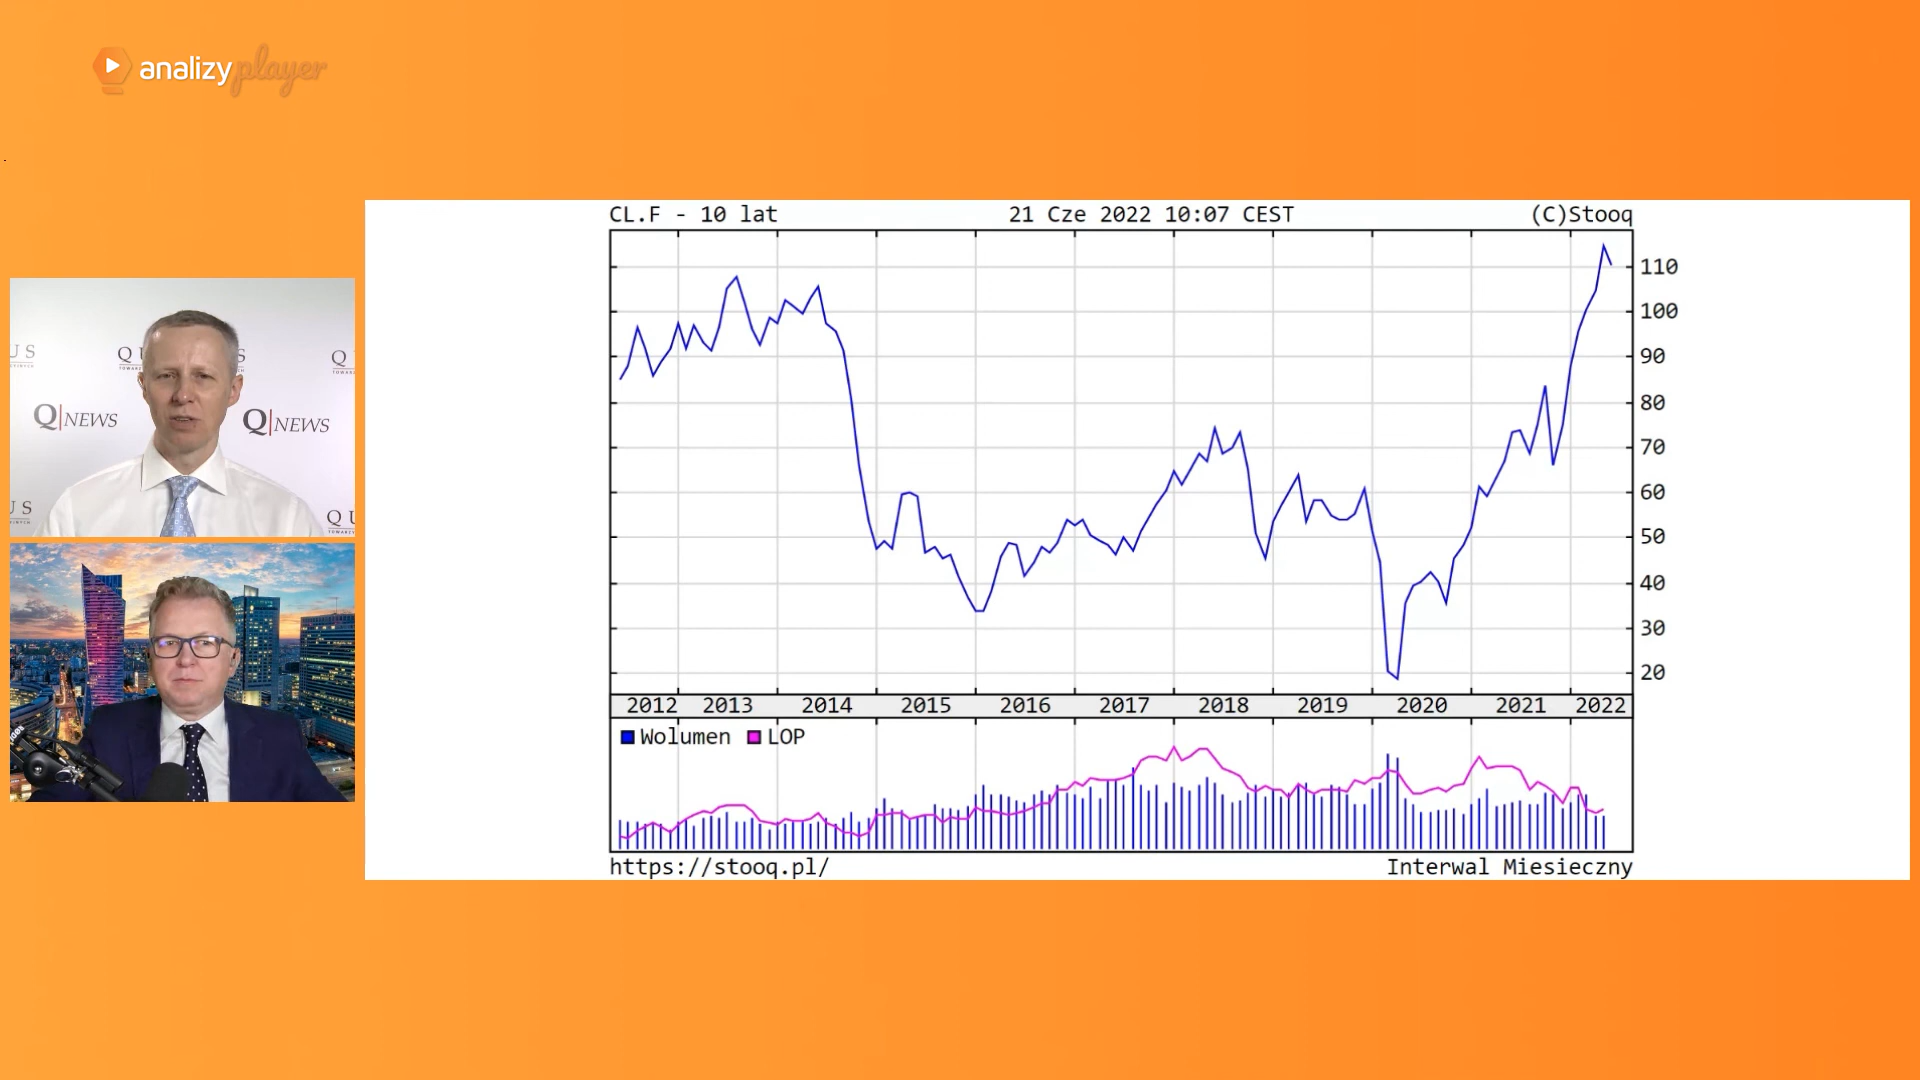 analizy player
CL.F - 10 lat
21 Cze 2022 10:07 CEST
(C)Stooq
110
100
90
80
70
60
50
40
30
20
2012 2013 2014 2015 2016 2017 2018 2019 2020 2021 2022
Wolumen LOP
https://stooq.pl/
Interwal Miesieczny
U S
Q U
S
Q
Q|NEWS
Q|NEWS
U S
Q U